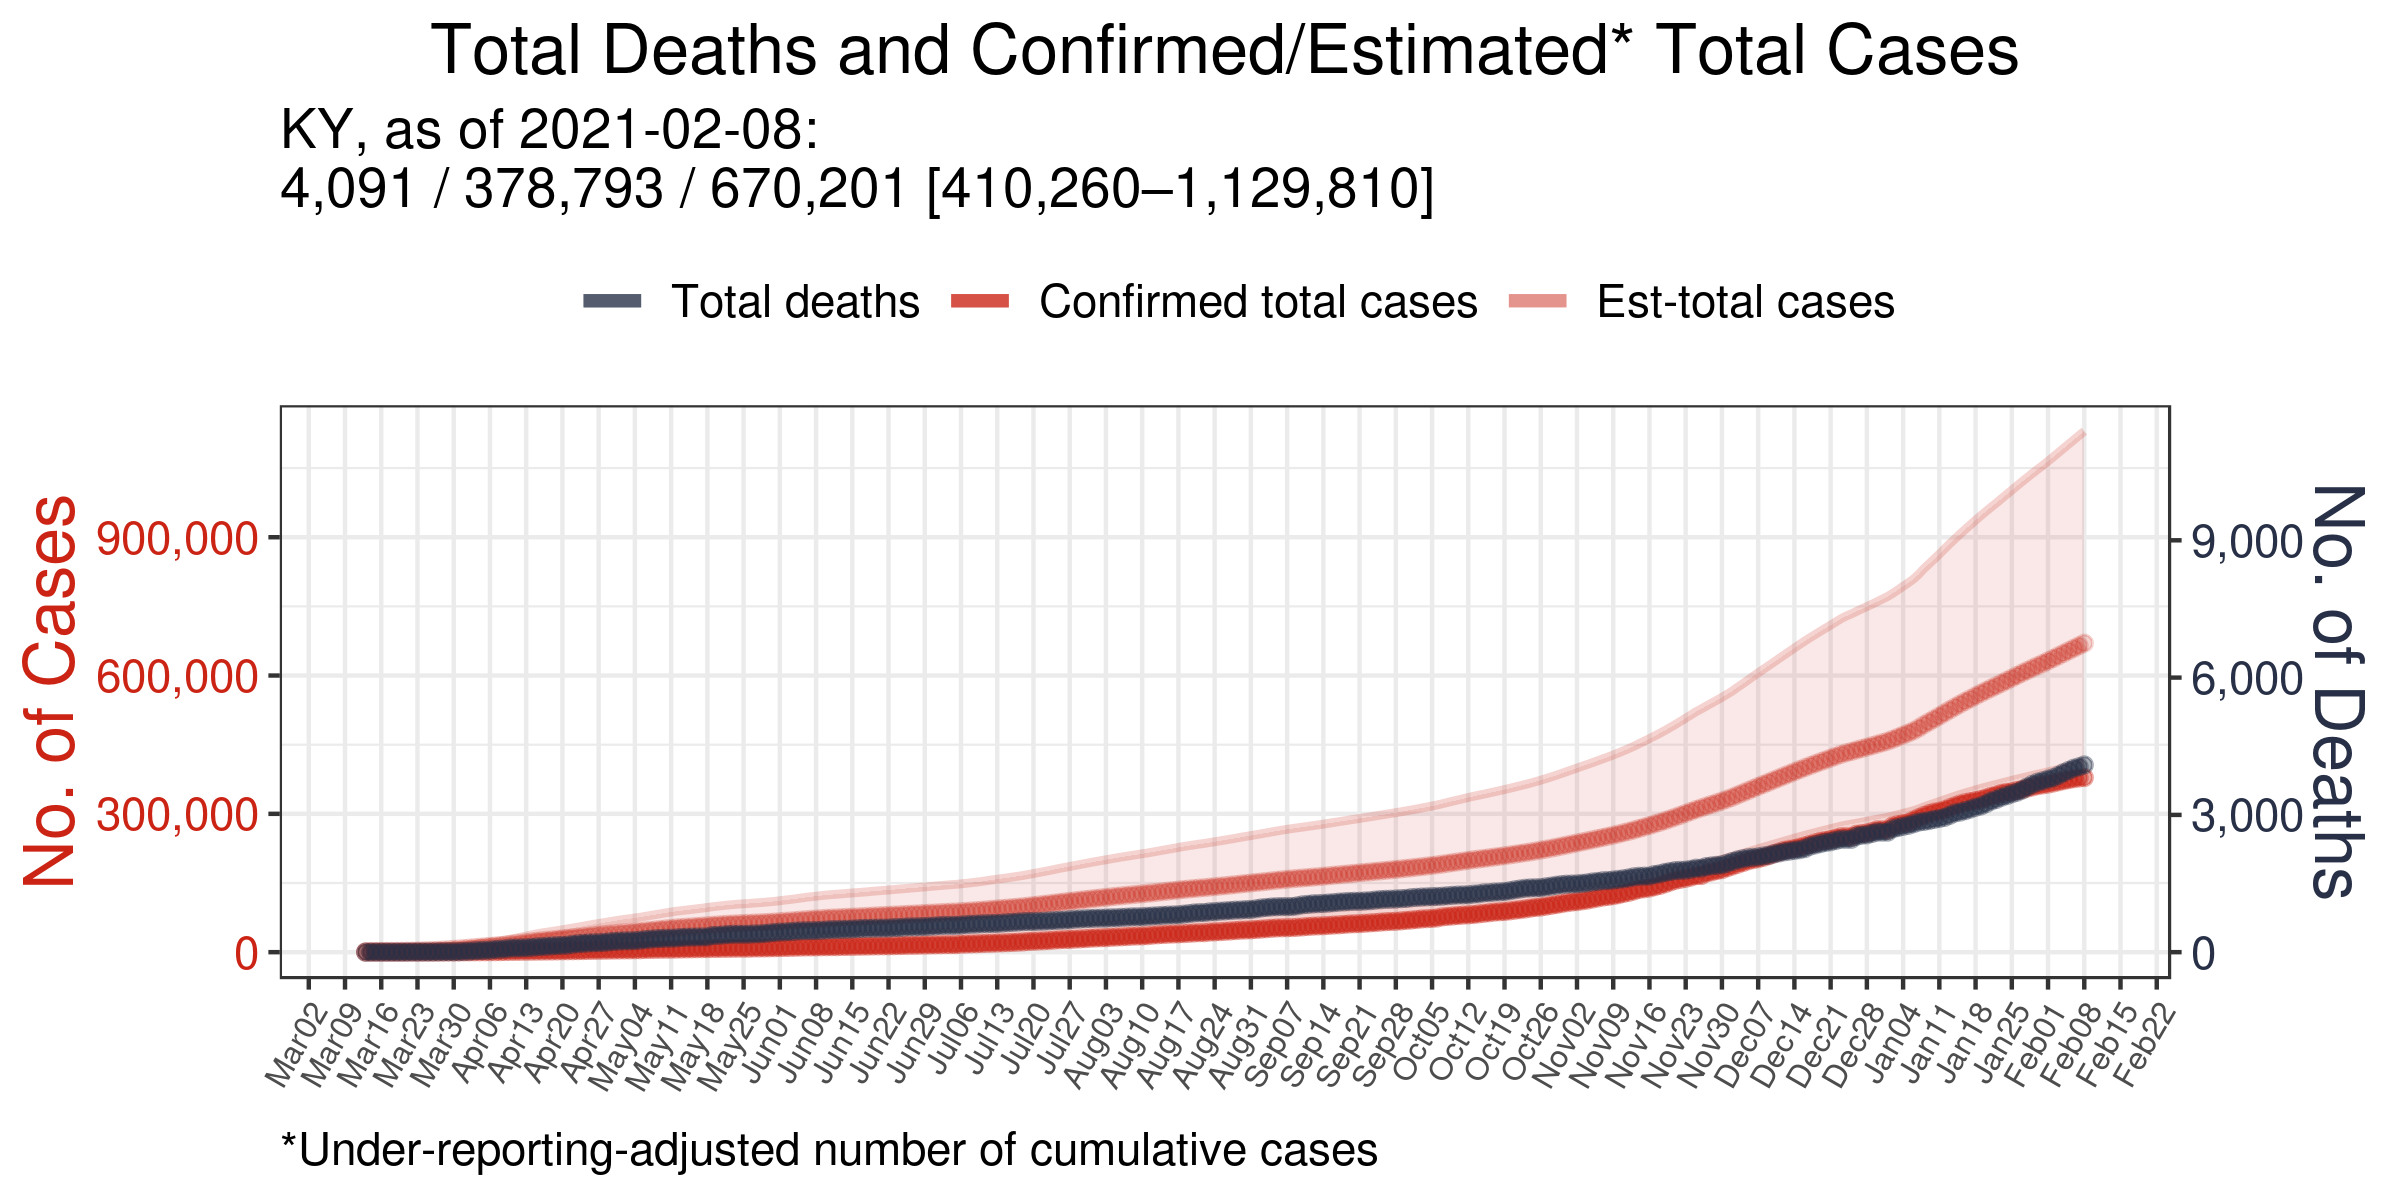 Total Deaths and Confirmed/Estimated* Total Cases
KY, as of 2021-02-08:
4,091 / 378,793 / 670,201 [410,260–1,129,810]
Total deaths
Confirmed total cases
Est-total cases
No. of Cases
900,000
600,000
300,000
0
9,000
6,000
3,000
0
No. of Deaths
Mar02
Mar09
Mar16
Mar23
Mar30
Apr06
Apr13
Apr20
Apr27
May04
May11
May18
May25
Jun01
Jun08
Jun15
Jun22
Jun29
Jul06
Jul13
Jul20
Jul27
Aug03
Aug10
Aug17
Aug24
Aug31
Sep07
Sep14
Sep21
Sep28
Oct05
Oct12
Oct19
Oct26
Nov02
Nov09
Nov16
Nov23
Nov30
Dec07
Dec14
Dec21
Dec28
Jan04
Jan11
Jan18
Jan25
Feb01
Feb08
Feb15
Feb22
*Under-reporting-adjusted number of cumulative cases